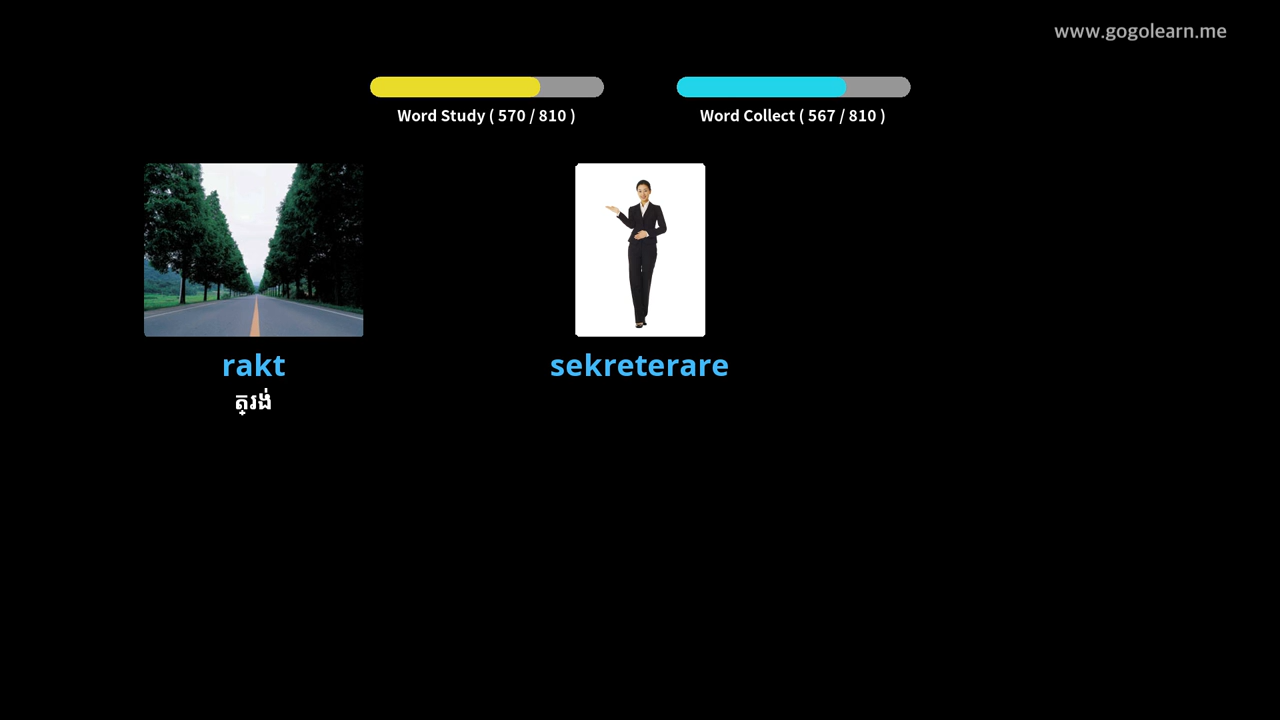 www.gogolearn.me
Word Study ( 570 / 810 )
Word Collect ( 567 / 810 )
rakt
ត្រង់
sekreterare